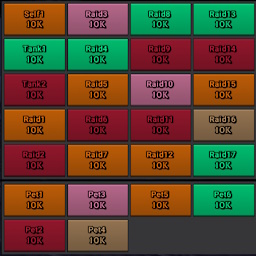 Self1 Raid3 Raid8 Raid13
10K 10K 10K 10K
Tank1 Raid4 Raid9 Raid14
10K 10K 10K 10K
Tank2 Raid5 Raid10 Raid15
10K 10K 10K 10K
Raid1 Raid6 Raid11 Raid16
10K 10K 10K 10K
Raid2 Raid7 Raid12 Raid17
10K 10K 10K 10K
Pet1 Pet3 Pet5 Pet6
10K 10K 10K 10K
Pet2 Pet4
10K 10K